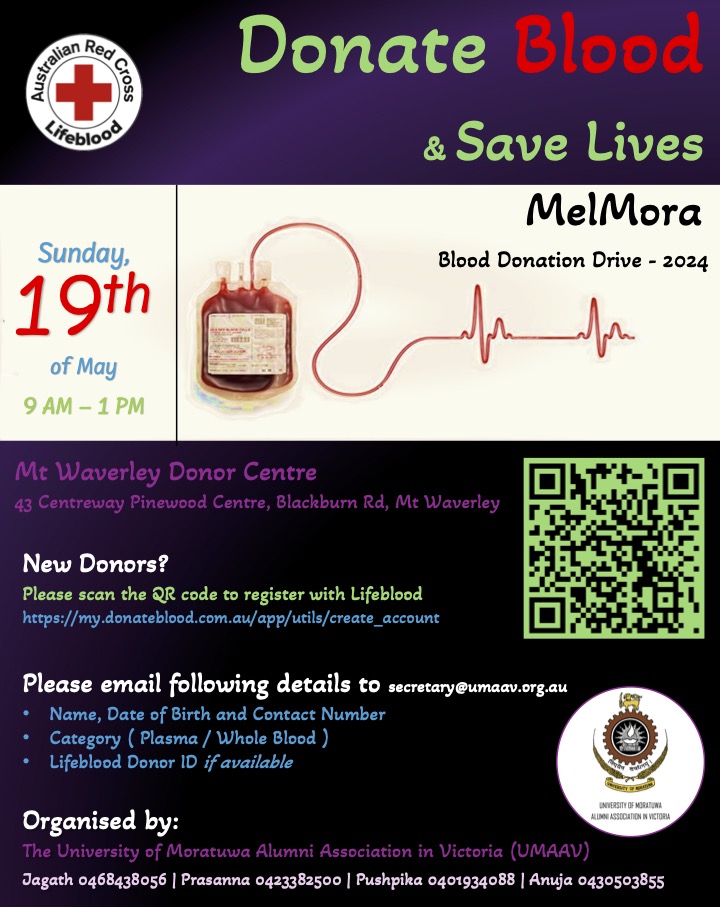 Australian Red Cross
Lifeblood
Donate Blood
& Save Lives
MelMora
Blood Donation Drive - 2024
Sunday,
19th
of May
9 AM – 1 PM
Mt Waverley Donor Centre
43 Centreway Pinewood Centre, Blackburn Rd, Mt Waverley
New Donors?
Please scan the QR code to register with Lifeblood
https://my.donateblood.com.au/app/utils/create_account
Please email following details to secretary@umaav.org.au
• Name, Date of Birth and Contact Number
• Category ( Plasma / Whole Blood )
• Lifeblood Donor ID if available
UNIVERSITY OF MORATUWA
UNIVERSITY OF MORATUWA
ALUMNI ASSOCIATION IN VICTORIA
Organised by:
The University of Moratuwa Alumni Association in Victoria (UMAAV)
Jagath 0468438056 | Prasanna 0423382500 | Pushpika 0401934088 | Anuja 0430503855